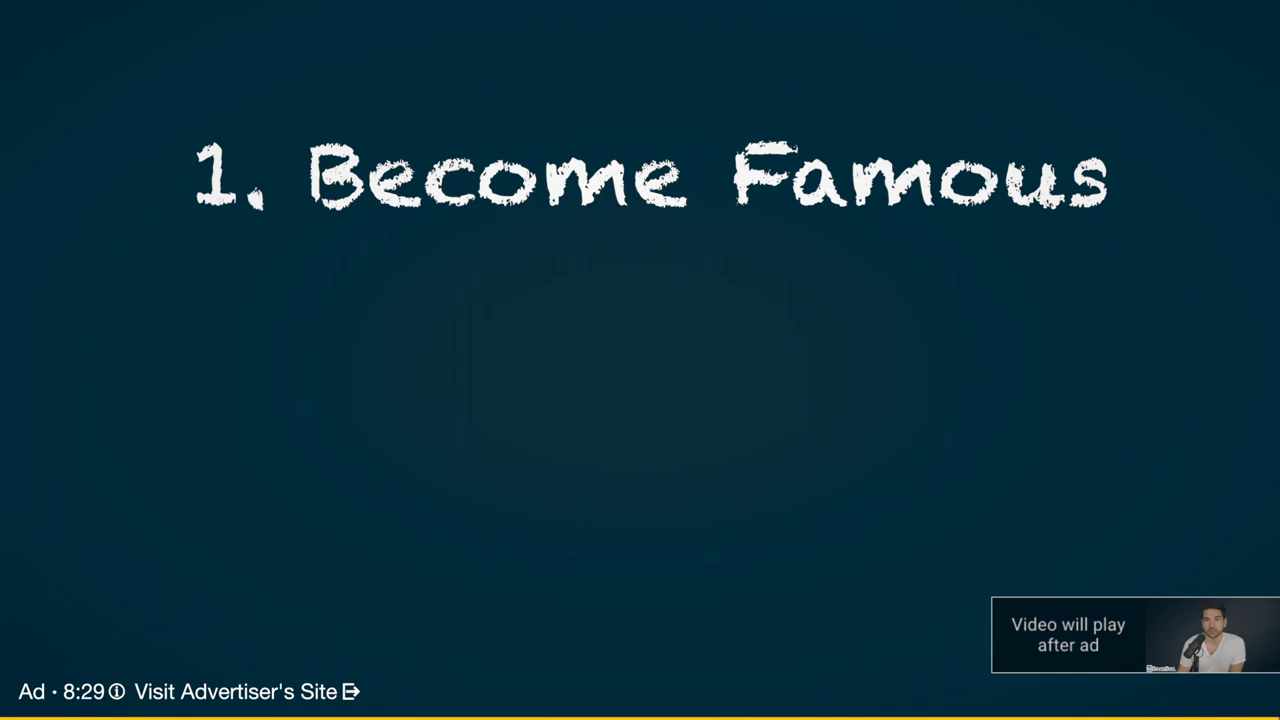 1. Become Famous
Video will play
after ad
Ad · 8:29 Visit Advertiser's Site